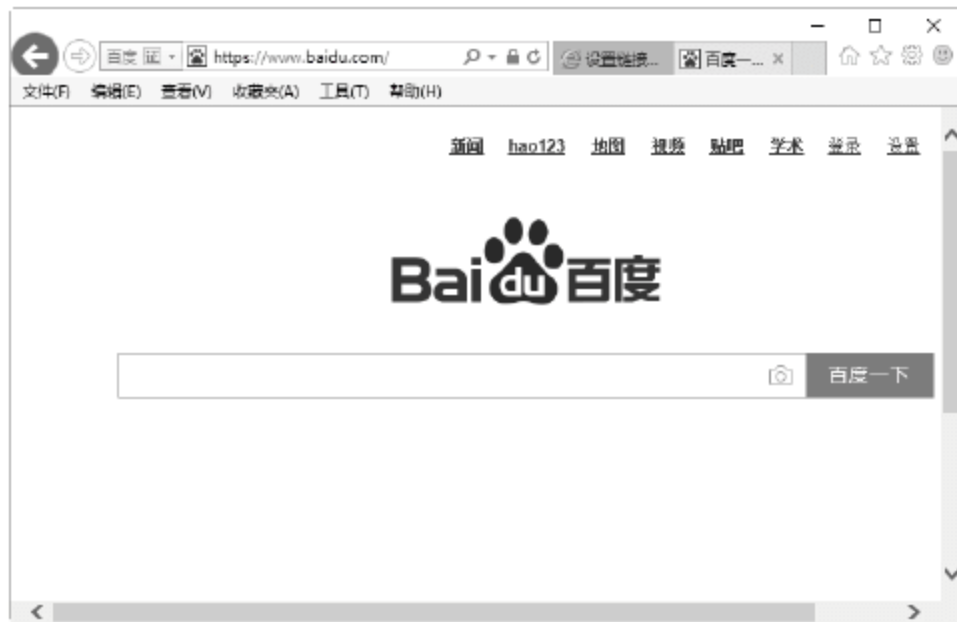 百度 证 https://www.baidu.com/ 设置链接... 百度一... ×
文件(F) 编辑(E) 查看(V) 收藏夹(A) 工具(T) 帮助(H)
新闻 hao123 地图 视频 贴吧 学术 登录 设置
Bai du 百度
百度一下